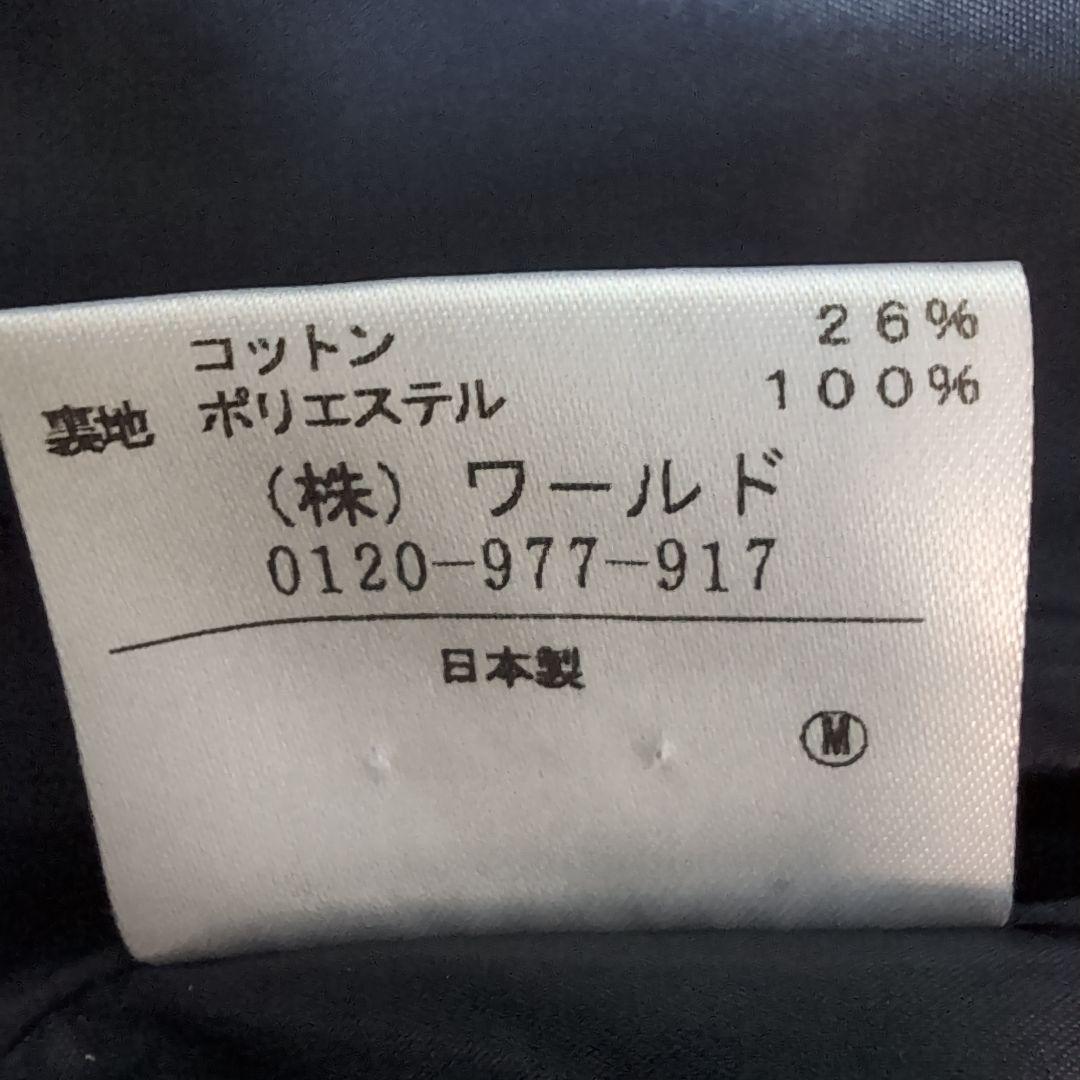 コットン ２６％
裏地 ポリエステル １００％
（株）ワールド
0120-977-917
日本製
Ⓜ